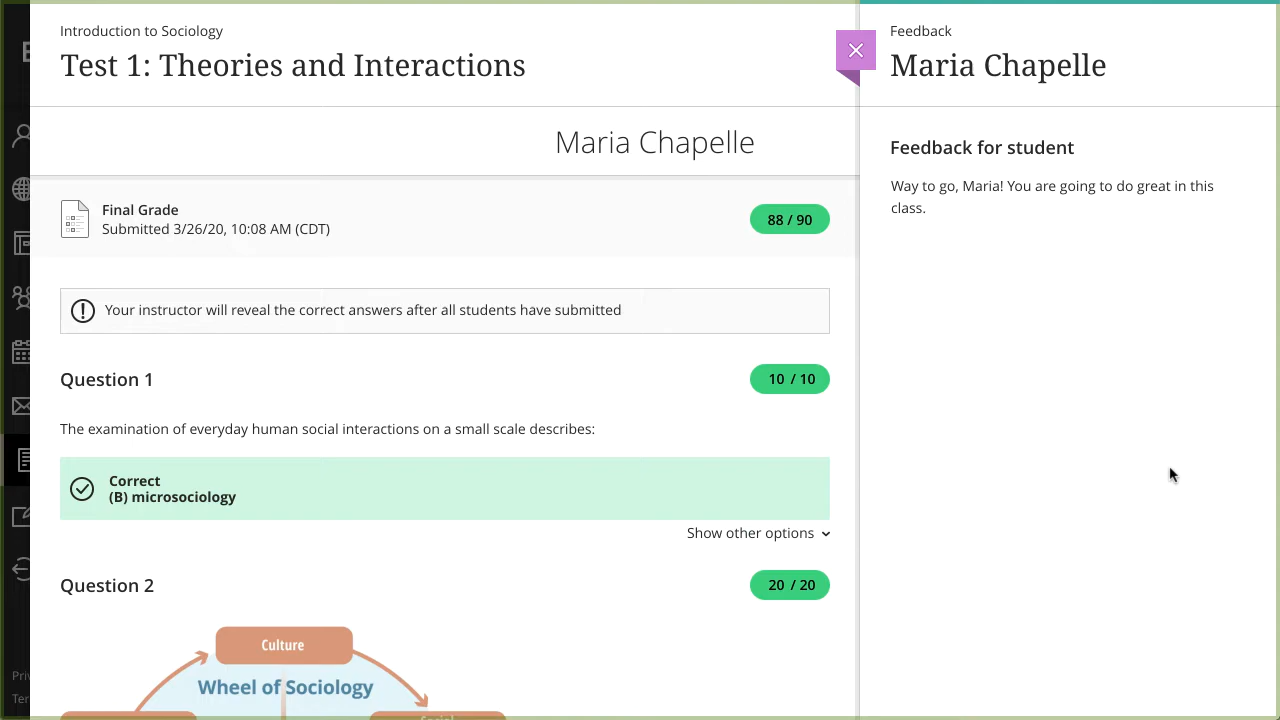 Introduction to Sociology
Test 1: Theories and Interactions
Maria Chapelle
Final Grade
Submitted 3/26/20, 10:08 AM (CDT)
88 / 90
Your instructor will reveal the correct answers after all students have submitted
Question 1
10 / 10
The examination of everyday human social interactions on a small scale describes:
Correct
(B) microsociology
Show other options
Question 2
20 / 20
Culture
Wheel of Sociology
Social
Feedback
Maria Chapelle
Feedback for student
Way to go, Maria! You are going to do great in this
class.